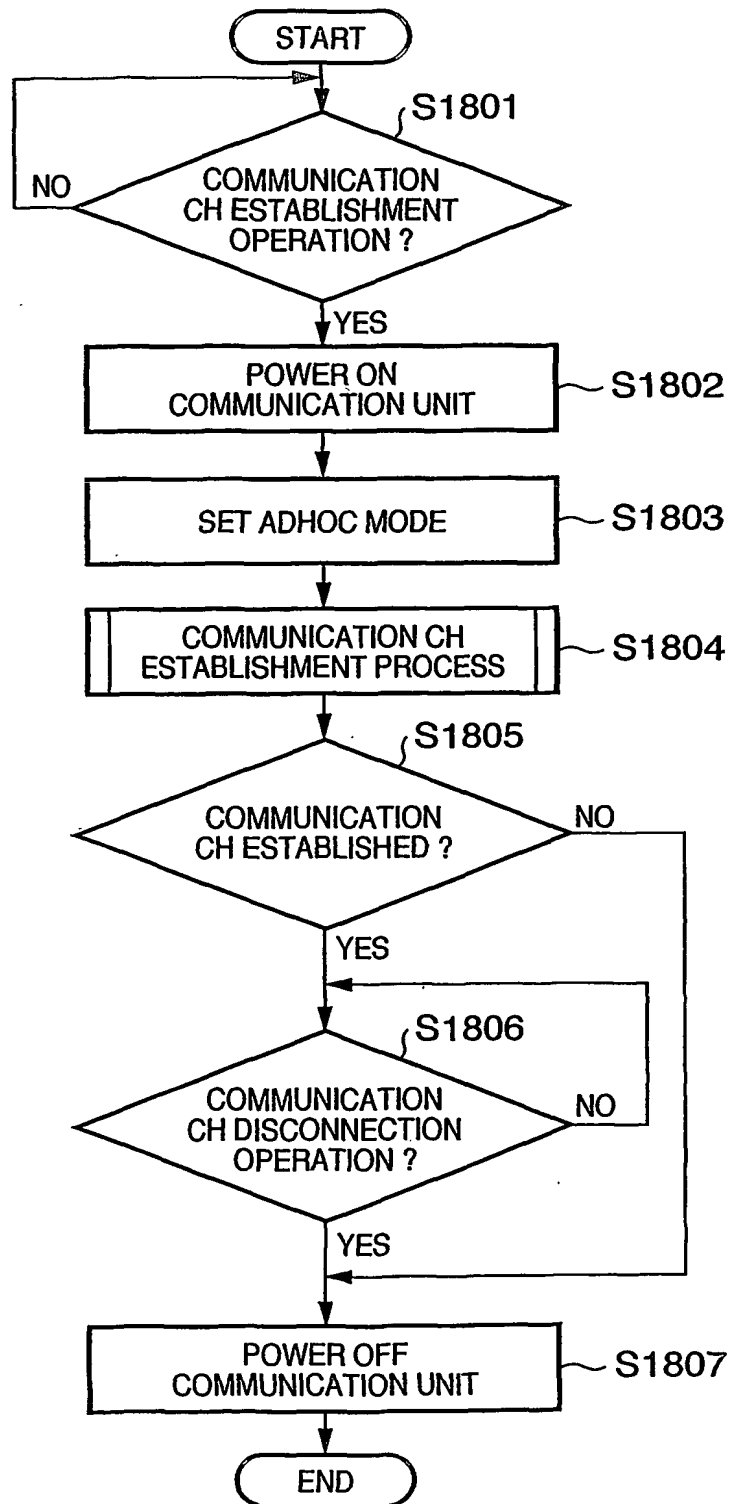 START
S1801
NO
COMMUNICATION
CH ESTABLISHMENT
OPERATION ?
YES
POWER ON
COMMUNICATION UNIT
S1802
SET ADHOC MODE
S1803
COMMUNICATION CH
ESTABLISHMENT PROCESS
S1804
S1805
COMMUNICATION
CH ESTABLISHED ?
NO
YES
S1806
COMMUNICATION
CH DISCONNECTION
OPERATION ?
NO
YES
POWER OFF
COMMUNICATION UNIT
S1807
END